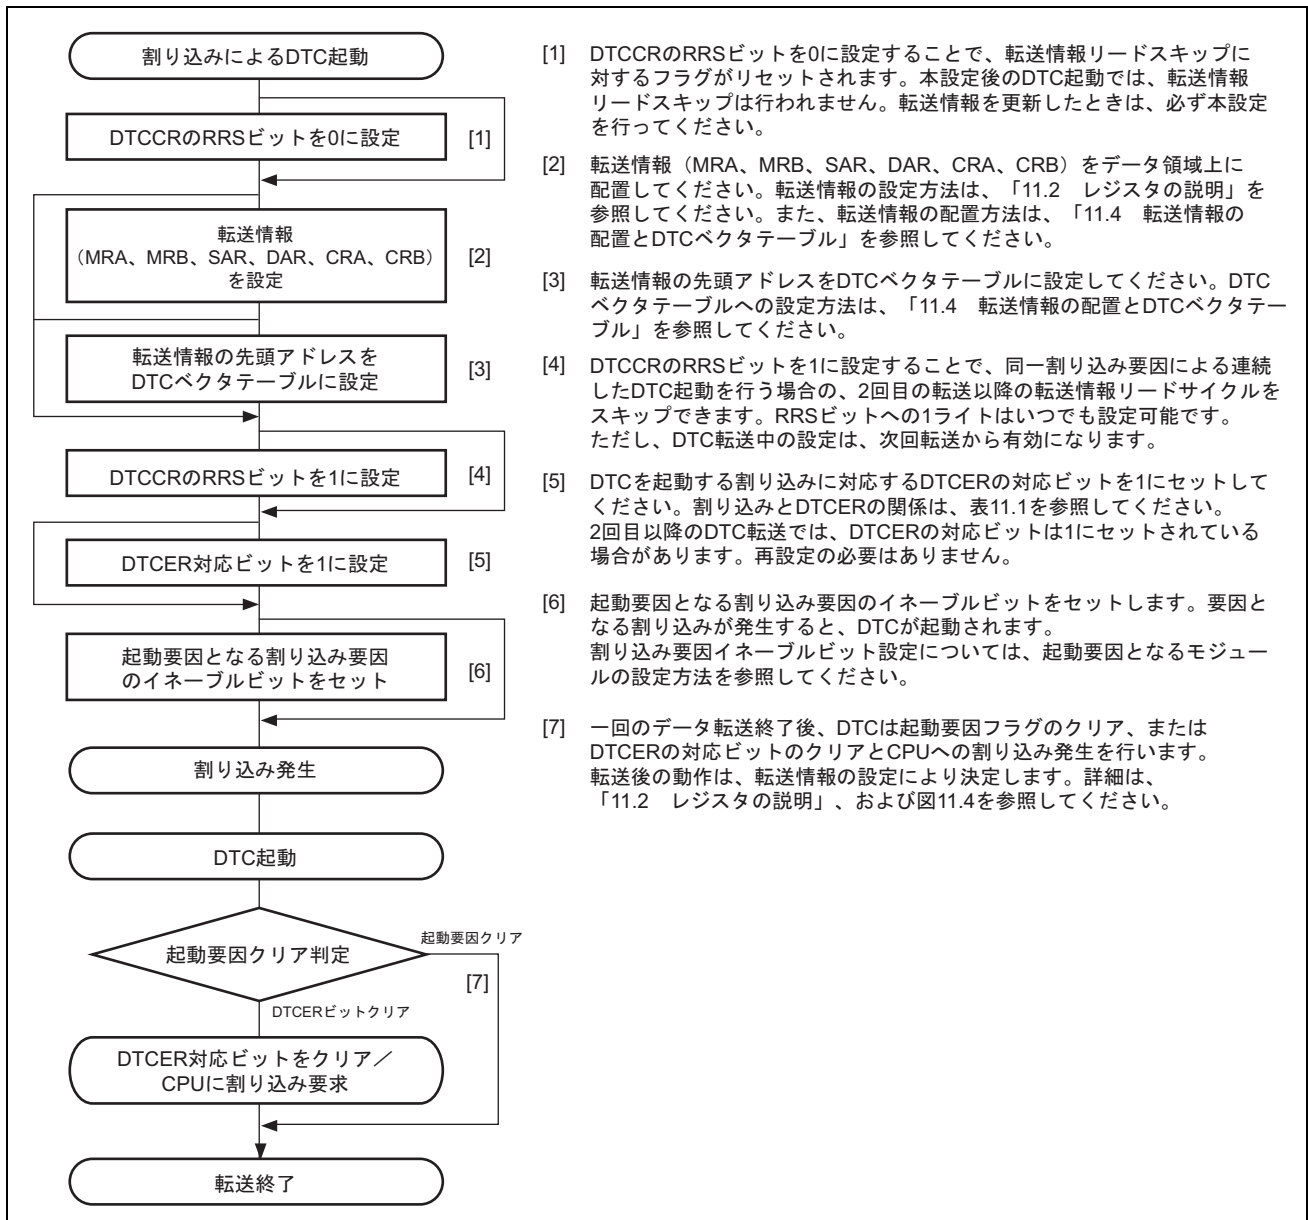 割り込みによるDTC起動
DTCCRのRRSビットを0に設定
[1]
転送情報
（MRA、MRB、SAR、DAR、CRA、CRB）
を設定
[2]
転送情報の先頭アドレスを
DTCベクタテーブルに設定
[3]
DTCCRのRRSビットを1に設定
[4]
DTCER対応ビットを1に設定
[5]
起動要因となる割り込み要因
のイネーブルビットをセット
[6]
割り込み発生
DTC起動
起動要因クリア判定
起動要因クリア
[7]
DTCERビットクリア
DTCER対応ビットをクリア／
CPUに割り込み要求
転送終了
[1] DTCCRのRRSビットを0に設定することで、転送情報リードスキップに
対するフラグがリセットされます。本設定後のDTC起動では、転送情報
リードスキップは行われません。転送情報を更新したときは、必ず本設定
を行ってください。
[2] 転送情報（MRA、MRB、SAR、DAR、CRA、CRB）をデータ領域上に
配置してください。転送情報の設定方法は、「11.2　レジスタの説明」を
参照してください。また、転送情報の配置方法は、「11.4　転送情報の
配置とDTCベクタテーブル」を参照してください。
[3] 転送情報の先頭アドレスをDTCベクタテーブルに設定してください。DTC
ベクタテーブルへの設定方法は、「11.4　転送情報の配置とDTCベクタテー
ブル」を参照してください。
[4] DTCCRのRRSビットを1に設定することで、同一割り込み要因による連続
したDTC起動を行う場合の、2回目の転送以降の転送情報リードサイクルを
スキップできます。RRSビットへの1ライトはいつでも設定可能です。
ただし、DTC転送中の設定は、次回転送から有効になります。
[5] DTCを起動する割り込みに対応するDTCERの対応ビットを1にセットして
ください。割り込みとDTCERの関係は、表11.1を参照してください。
2回目以降のDTC転送では、DTCERの対応ビットは1にセットされている
場合があります。再設定の必要はありません。
[6] 起動要因となる割り込み要因のイネーブルビットをセットします。要因と
なる割り込みが発生すると、DTCが起動されます。
割り込み要因イネーブルビット設定については、起動要因となるモジュー
ルの設定方法を参照してください。
[7] 一回のデータ転送終了後、DTCは起動要因フラグのクリア、または
DTCERの対応ビットのクリアとCPUへの割り込み発生を行います。
転送後の動作は、転送情報の設定により決定します。詳細は、
「11.2　レジスタの説明」、および図11.4を参照してください。